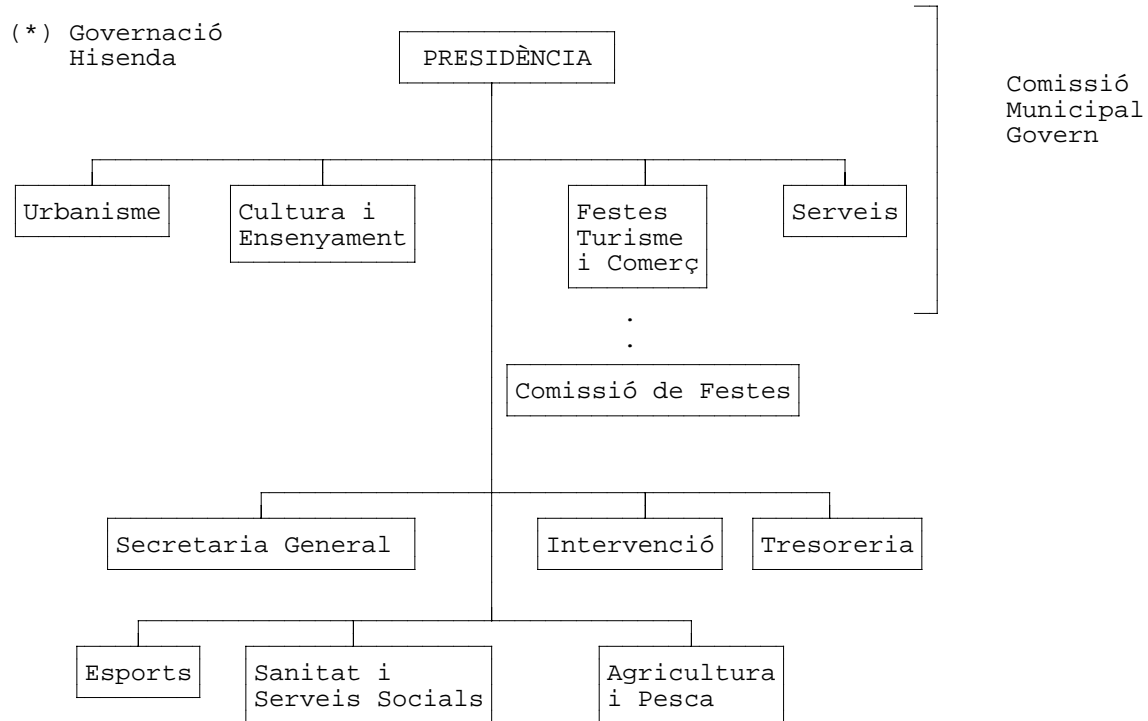 (*) Governació
Hisenda
PRESIDÈNCIA
Comissió
Municipal
Govern
Urbanisme
Cultura i
Ensenyament
Festes
Turisme
i Comerç
Serveis
.
.
Comissió de Festes
Secretaria General
Intervenció
Tresoreria
Esports
Sanitat i
Serveis Socials
Agricultura
i Pesca